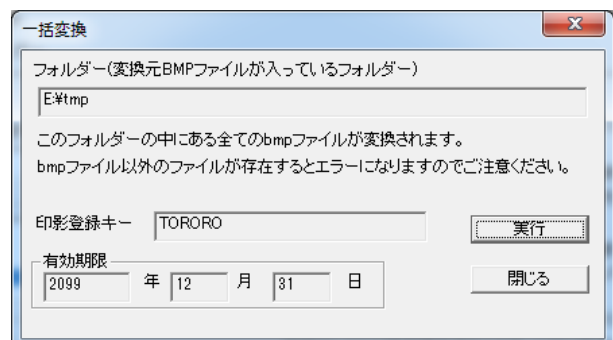 一括変換
フォルダー(変換元BMPファイルが入っているフォルダー)
E:¥tmp
このフォルダーの中にある全てのbmpファイルが変換されます。
bmpファイル以外のファイルが存在するとエラーになりますのでご注意ください。
印影登録キー TORORO 実行
有効期限
2099 年 12 月 31 日 閉じる